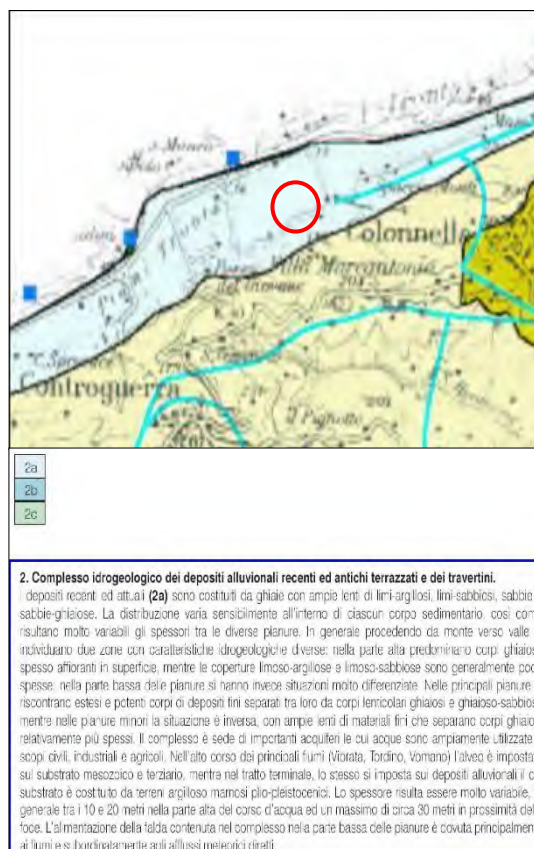 Colonnella
Villa Marcantonio
Controguerra
Il Pignotto
2a
2b
2c
2. Complesso idrogeologico dei depositi alluvionali recenti ed antichi terrazzati e dei travertini.
depositi recenti ed attuali (2a) sono costituiti da ghiaie con ampie lenti di limi-argillosi, limi-sabbiosi, sabbie
sabbie-ghiaiose. La distribuzione varia sensibilmente all'interno di ciascun corpo sedimentario, così com
risultano molto variabili gli spessori tra le diverse pianure. In generale procedendo da monte verso valle
individuano due zone con caratteristiche idrogeologiche diverse: nella parte alta predominano corpi ghiaios
spesso affioranti in superficie, mentre le coperture limoso-argillose e limoso-sabbiose sono generalmente poc
spesse; nella parte bassa delle pianure si hanno invece situazioni molto differenziate. Nelle principali pianure
riscontrano estesi e potenti corpi di depositi fini separati tra loro da corpi lenticolari ghiaiosi e ghiaioso-sabbios
mentre nelle pianure minori la situazione è inversa, con ampie lenti di materiali fini che separano corpi ghiaio
relativamente più spessi. Il complesso è sede di importanti acquiferi le cui acque sono ampiamente utilizzate
scopi civili, industriali e agricoli. Nell'alto corso dei principali fiumi (Vibrata, Tordino, Vomano) l'alveo è imposta
sul substrato mesozoico e terziario, mentre nel tratto terminale, lo stesso si imposta sui depositi alluvionali il c
substrato è costituito da terreni argilloso marnosi plio-pleistocenici. Lo spessore risulta essere molto variabile,
generale tra i 10 e 20 metri nella parte alta del corso d'acqua ed un massimo di circa 30 metri in prossimità del
foce. L'alimentazione della falda contenuta nel complesso nella parte bassa delle pianure è dovuta principalmen
ai fiumi e subordinatamente agli afflussi meteorici diretti.